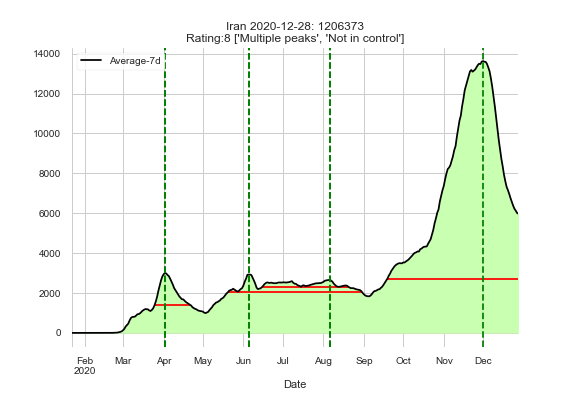 Iran 2020-12-28: 1206373
Rating:8 ['Multiple peaks', 'Not in control']
Average-7d
14000
12000
10000
8000
6000
4000
2000
0
Feb Mar Apr May Jun Jul Aug Sep Oct Nov Dec
2020
Date